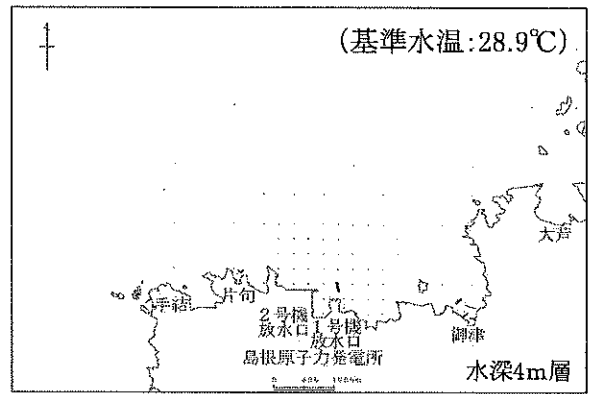 (基準水温:28.9℃)
大芦
手結
片句
2号機
放水口
1号機
放水口
御津
島根原子力発電所
水深4m層